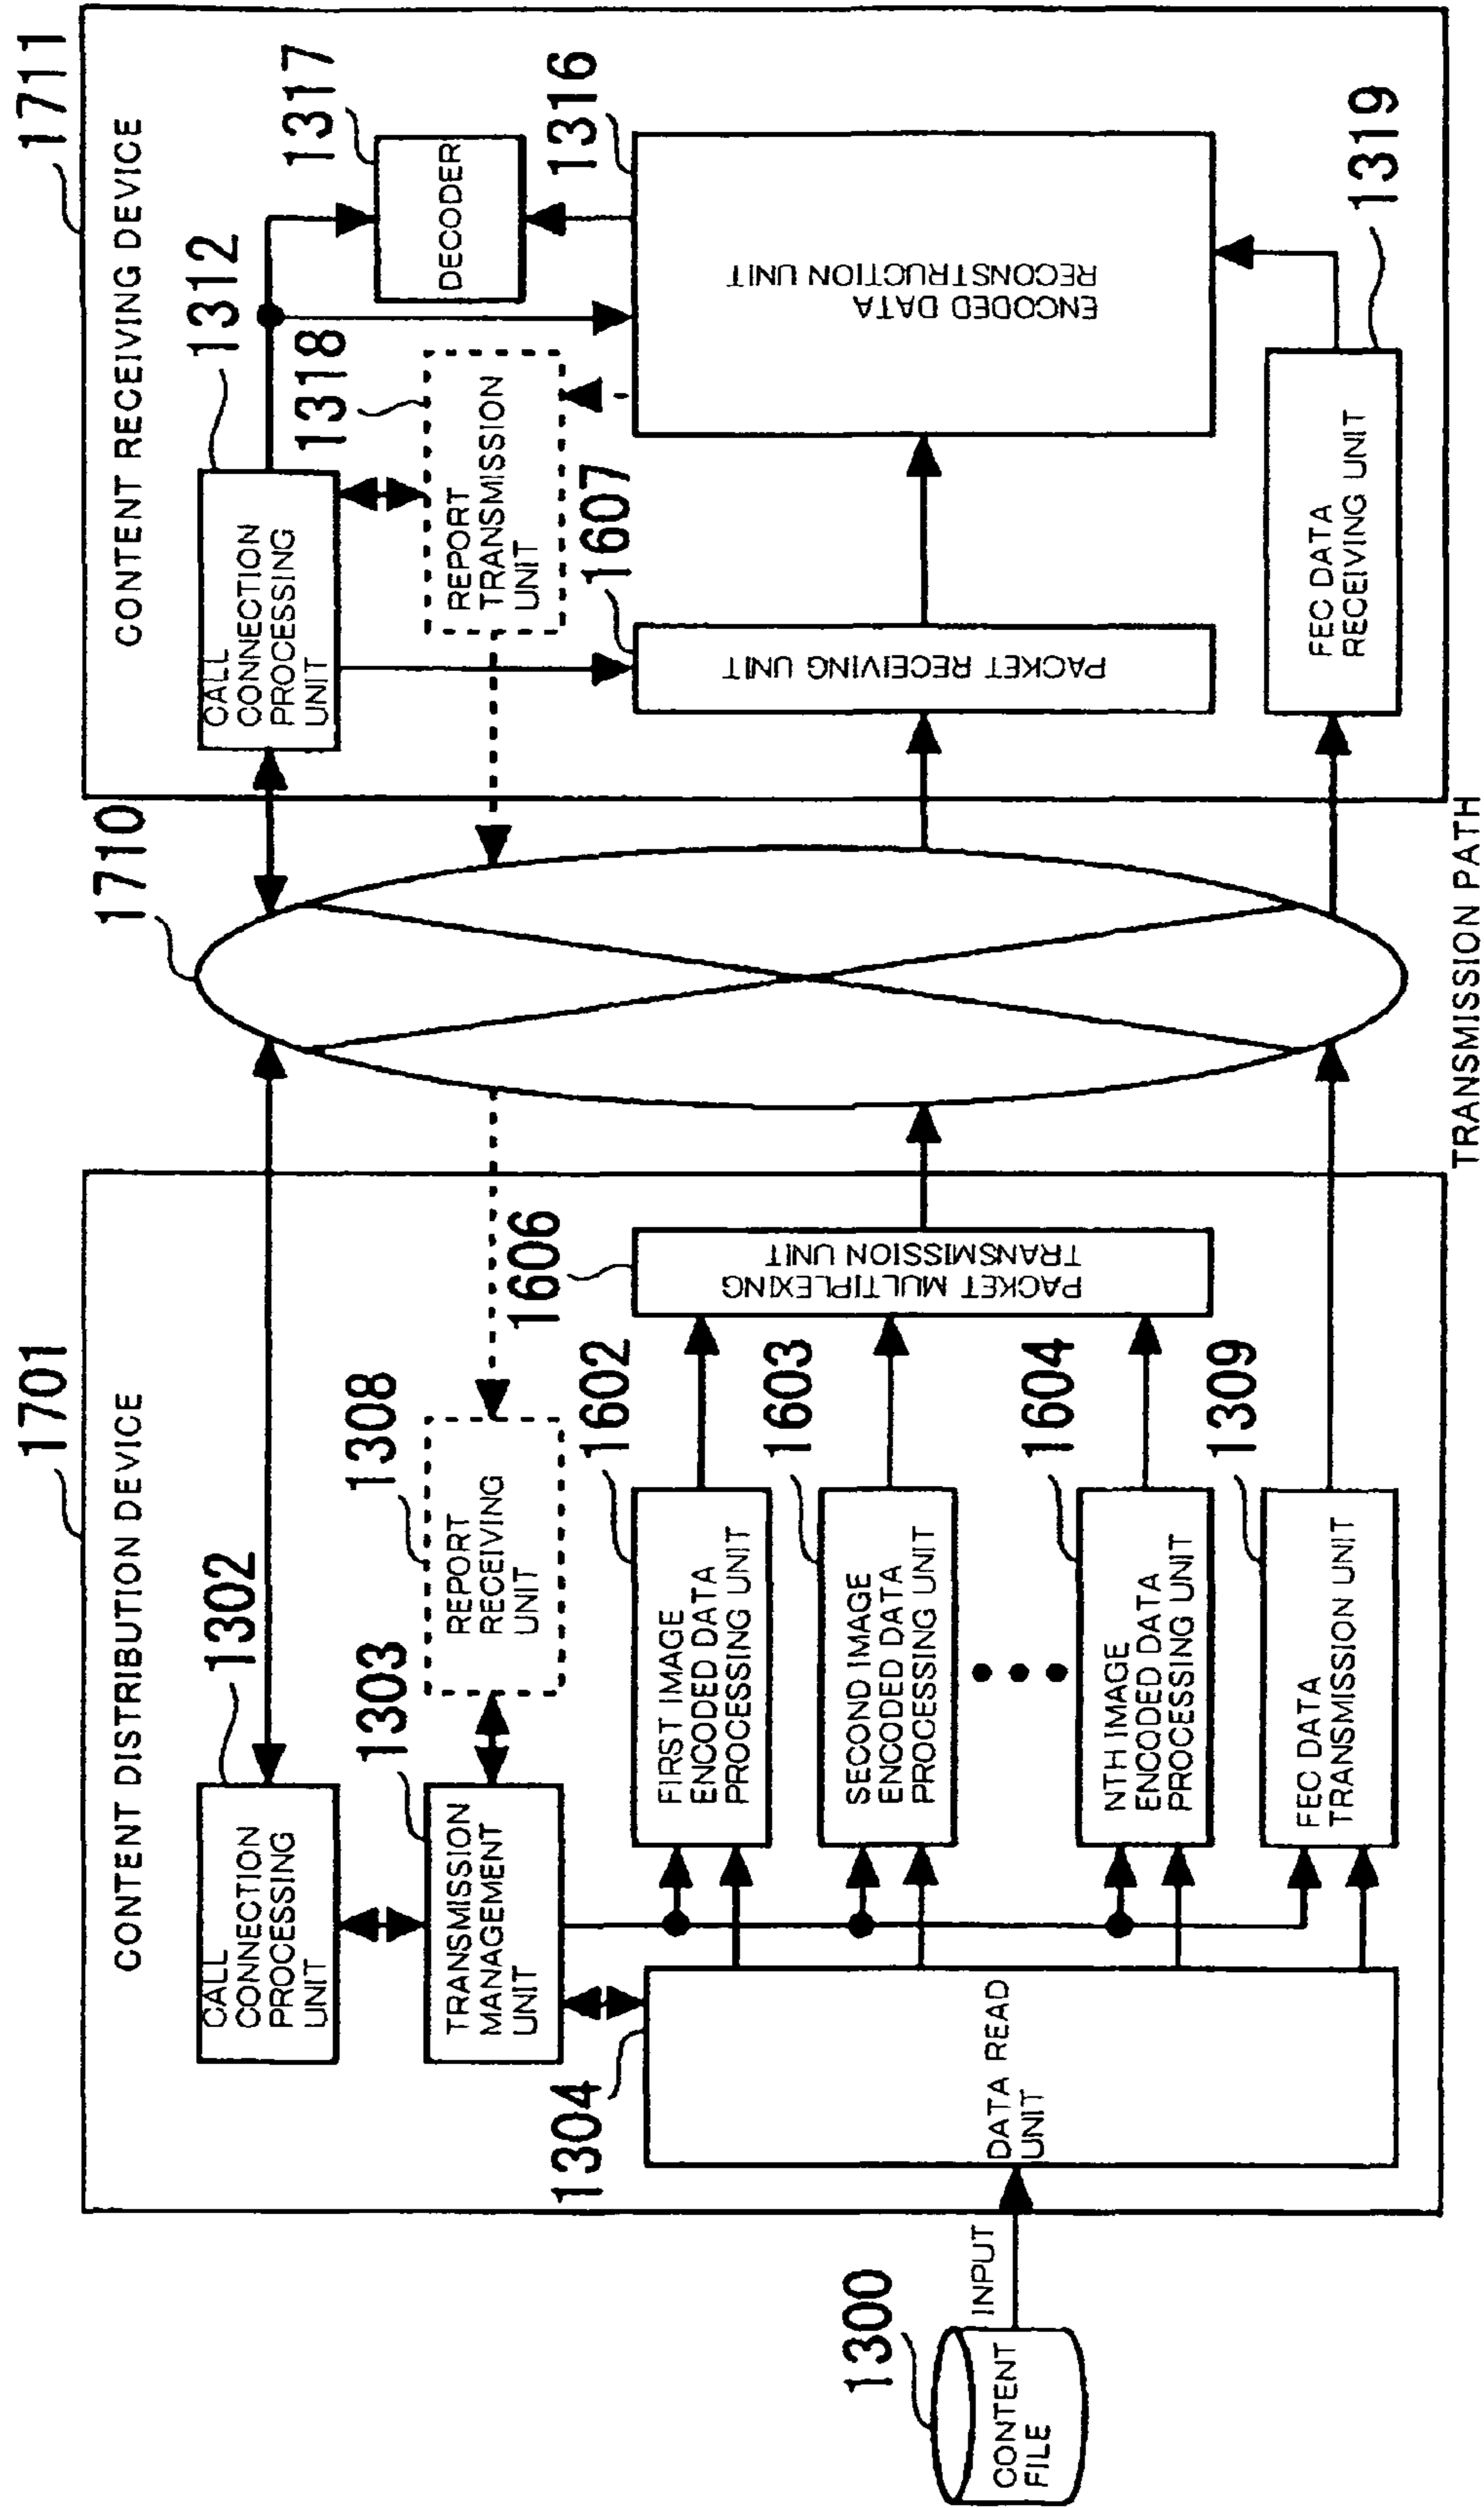 1701
CONTENT DISTRIBUTION DEVICE
1302
CALL
CONNECTION
PROCESSING
UNIT
1303
TRANSMISSION
MANAGEMENT
UNIT
1308
REPORT
RECEIVING
UNIT
1304
DATA READ
UNIT
1300
CONTENT
FILE
INPUT
1602
FIRST IMAGE
ENCODED DATA
PROCESSING UNIT
1603
SECOND IMAGE
ENCODED DATA
PROCESSING UNIT
1604
NTH IMAGE
ENCODED DATA
PROCESSING UNIT
1309
FEC DATA
TRANSMISSION UNIT
1606
PACKET MULTIPLEXING
TRANSMISSION UNIT
1710
TRANSMISSION PATH
1711
CONTENT RECEIVING DEVICE
1312
CALL
CONNECTION
PROCESSING
UNIT
1318
REPORT
TRANSMISSION
UNIT
1317
DECODER
1607
PACKET RECEIVING UNIT
1316
ENCODED DATA
RECONSTRUCTION UNIT
1319
FEC DATA
RECEIVING UNIT